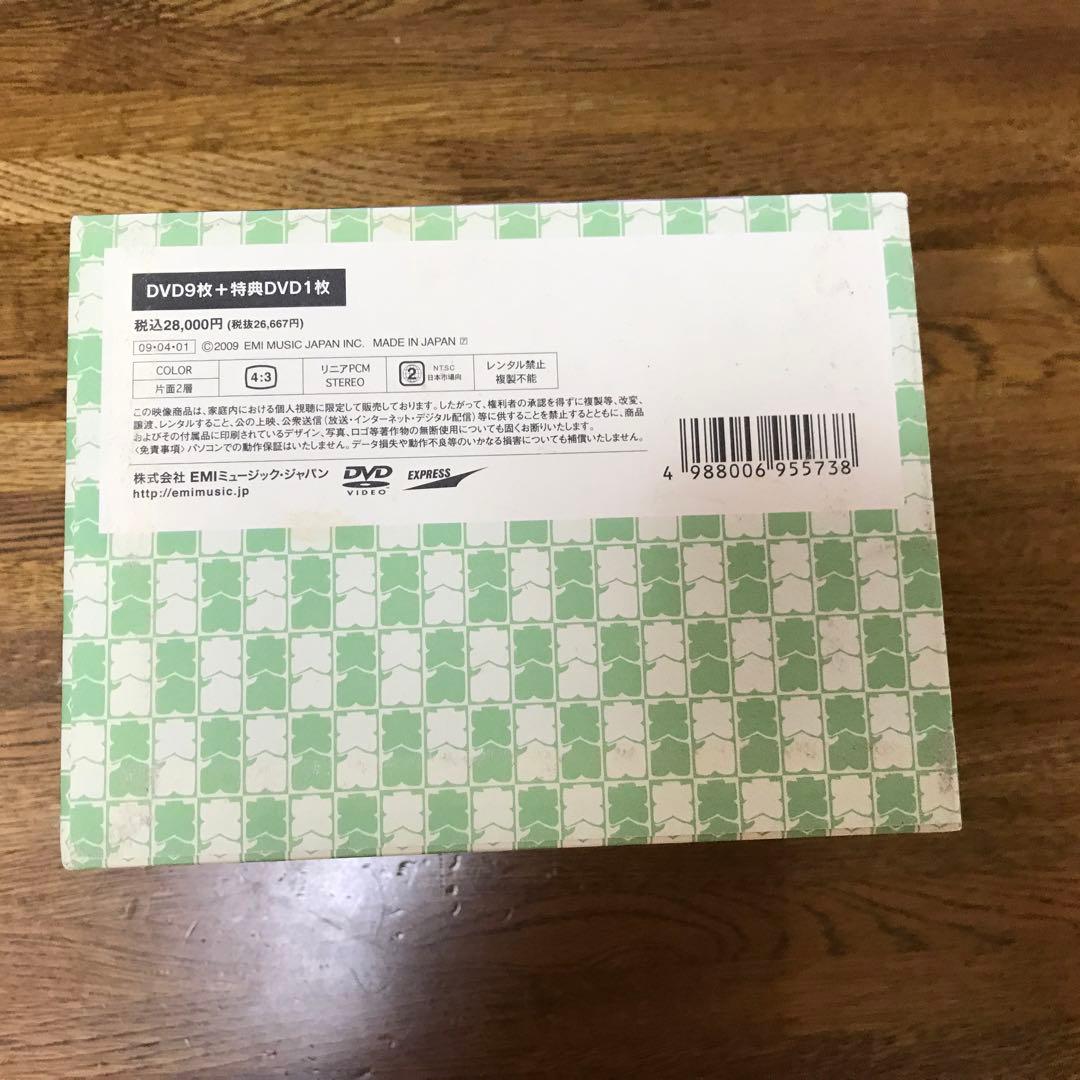 DVD9枚＋特典DVD1枚
税込28,000円 (税抜26,667円)
09・04・01 ©2009 EMI MUSIC JAPAN INC. MADE IN JAPAN
COLOR
片面2層
4:3
リニアPCM
STEREO
2
NTSC
日本市場向
レンタル禁止
複製不能
この映像商品は、家庭内における個人視聴に限定して販売しております。したがって、権利者の承認を得ずに複製等、改変、
譲渡、レンタルすること、公の上映、公衆送信(放送・インターネット・デジタル配信)等に供することを禁止するとともに、商品
およびその付属品に印刷されているデザイン、写真、ロゴ等著作物の無断使用についても固くお断りいたします。
〈免責事項〉パソコンでの動作保証はいたしません。データ損失や動作不良等のいかなる損害についても補償いたしません。
株式会社 EMIミュージック・ジャパン
http://emimusic.jp
DVD
VIDEO
EXPRESS
4 988006 955738